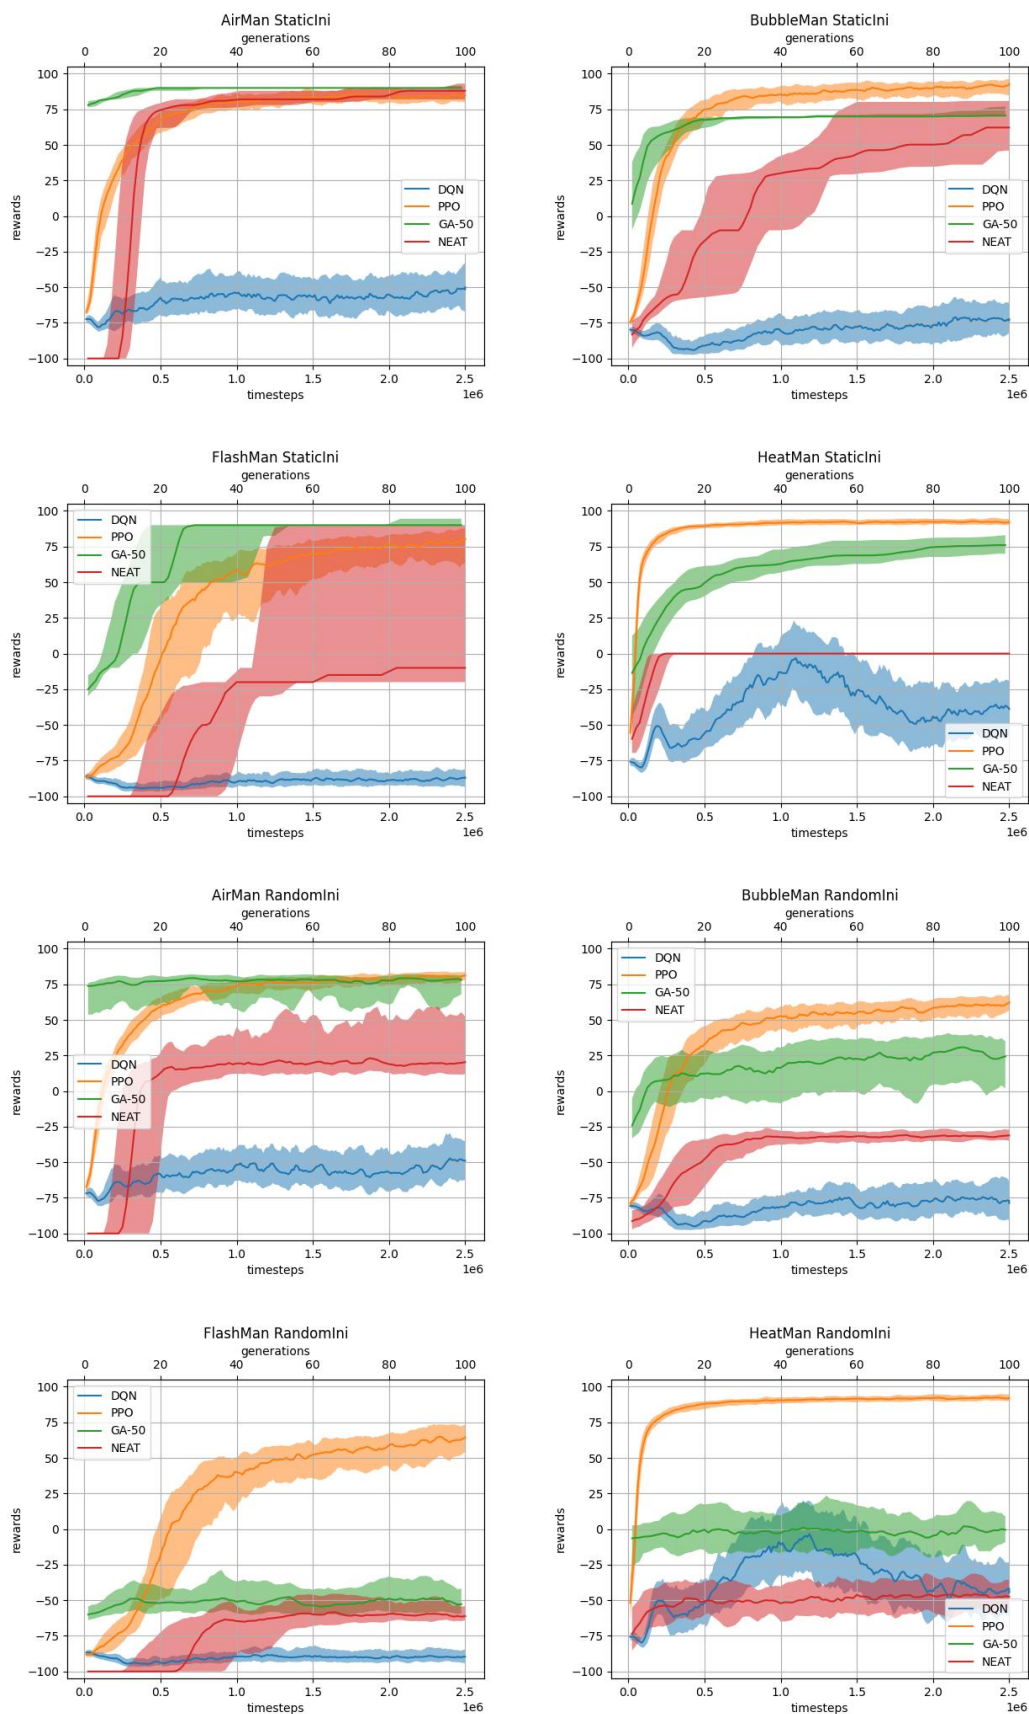 AirMan StaticIni
generations
0 20 40 60 80 100
100
75
50
25
0
−25
−50
−75
−100
rewards
DQN
PPO
GA-50
NEAT
0.0 0.5 1.0 1.5 2.0 2.5
timesteps
1e6
BubbleMan StaticIni
generations
0 20 40 60 80 100
100
75
50
25
0
−25
−50
−75
−100
rewards
DQN
PPO
GA-50
NEAT
0.0 0.5 1.0 1.5 2.0 2.5
timesteps
1e6
FlashMan StaticIni
generations
0 20 40 60 80 100
100
75
50
25
0
−25
−50
−75
−100
rewards
DQN
PPO
GA-50
NEAT
0.0 0.5 1.0 1.5 2.0 2.5
timesteps
1e6
HeatMan StaticIni
generations
0 20 40 60 80 100
100
75
50
25
0
−25
−50
−75
−100
rewards
DQN
PPO
GA-50
NEAT
0.0 0.5 1.0 1.5 2.0 2.5
timesteps
1e6
AirMan RandomIni
generations
0 20 40 60 80 100
100
75
50
25
0
−25
−50
−75
−100
rewards
DQN
PPO
GA-50
NEAT
0.0 0.5 1.0 1.5 2.0 2.5
timesteps
1e6
BubbleMan RandomIni
generations
0 20 40 60 80 100
100
75
50
25
0
−25
−50
−75
−100
rewards
DQN
PPO
GA-50
NEAT
0.0 0.5 1.0 1.5 2.0 2.5
timesteps
1e6
FlashMan RandomIni
generations
0 20 40 60 80 100
100
75
50
25
0
−25
−50
−75
−100
rewards
DQN
PPO
GA-50
NEAT
0.0 0.5 1.0 1.5 2.0 2.5
timesteps
1e6
HeatMan RandomIni
generations
0 20 40 60 80 100
100
75
50
25
0
−25
−50
−75
−100
rewards
DQN
PPO
GA-50
NEAT
0.0 0.5 1.0 1.5 2.0 2.5
timesteps
1e6